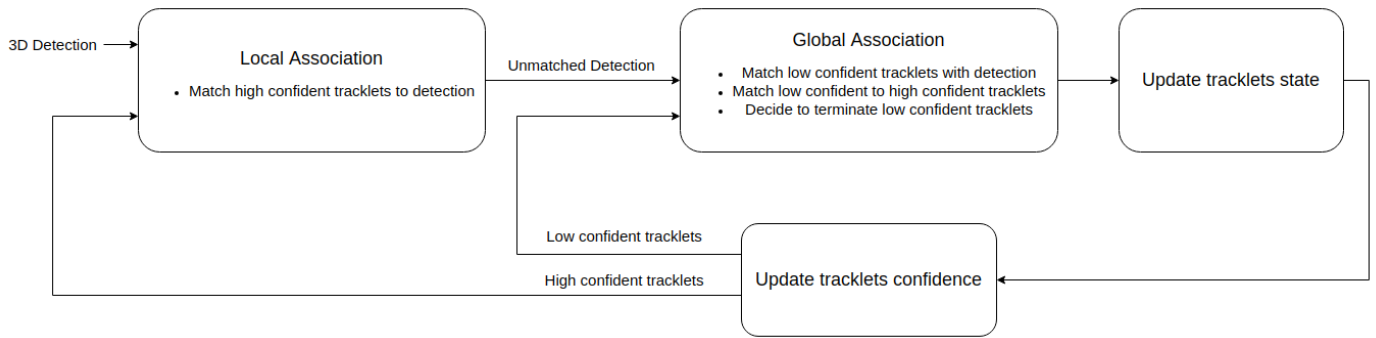 3D Detection
Local Association
• Match high confident tracklets to detection
Unmatched Detection
Global Association
• Match low confident tracklets with detection
• Match low confident to high confident tracklets
• Decide to terminate low confident tracklets
Update tracklets state
Low confident tracklets
High confident tracklets
Update tracklets confidence